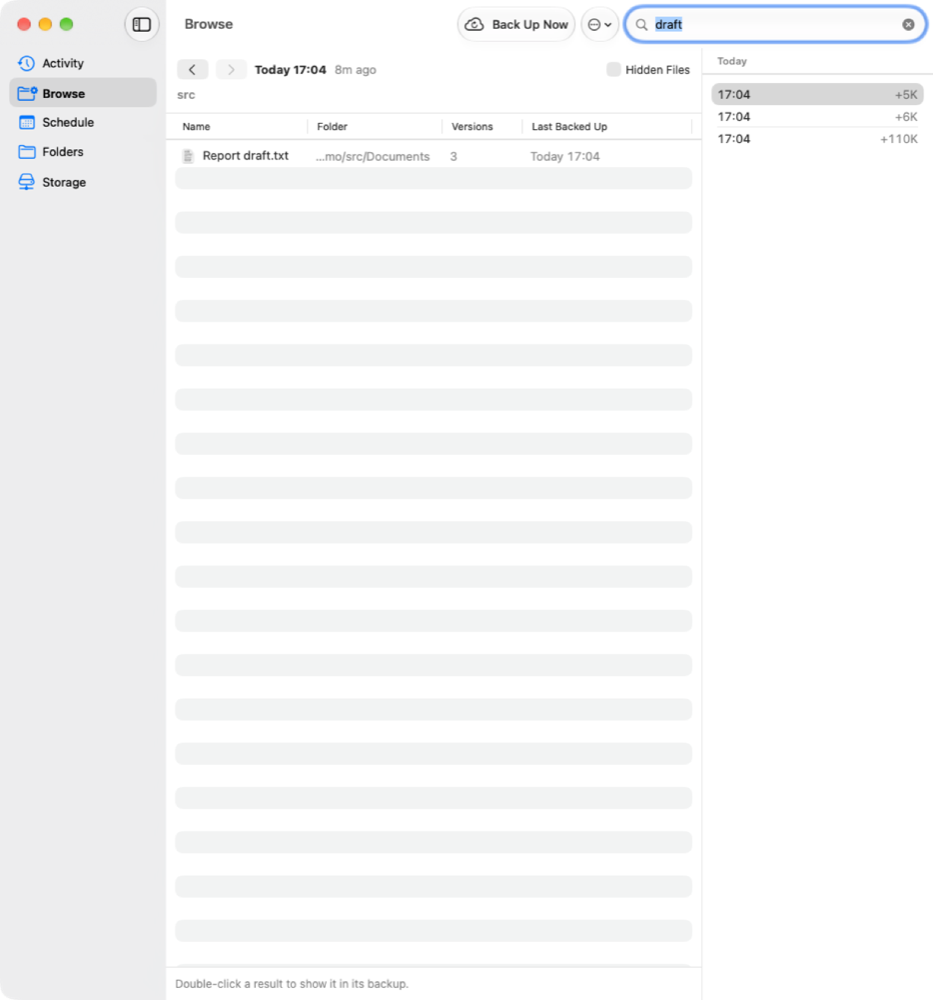 Browse
Back Up Now
draft
Activity
Browse
Schedule
Folders
Storage
Today 17:04 8m ago
Hidden Files
src
Name Folder Versions Last Backed Up
Report draft.txt ...mo/src/Documents 3 Today 17:04
Today
17:04 +5K
17:04 +6K
17:04 +110K
Double-click a result to show it in its backup.